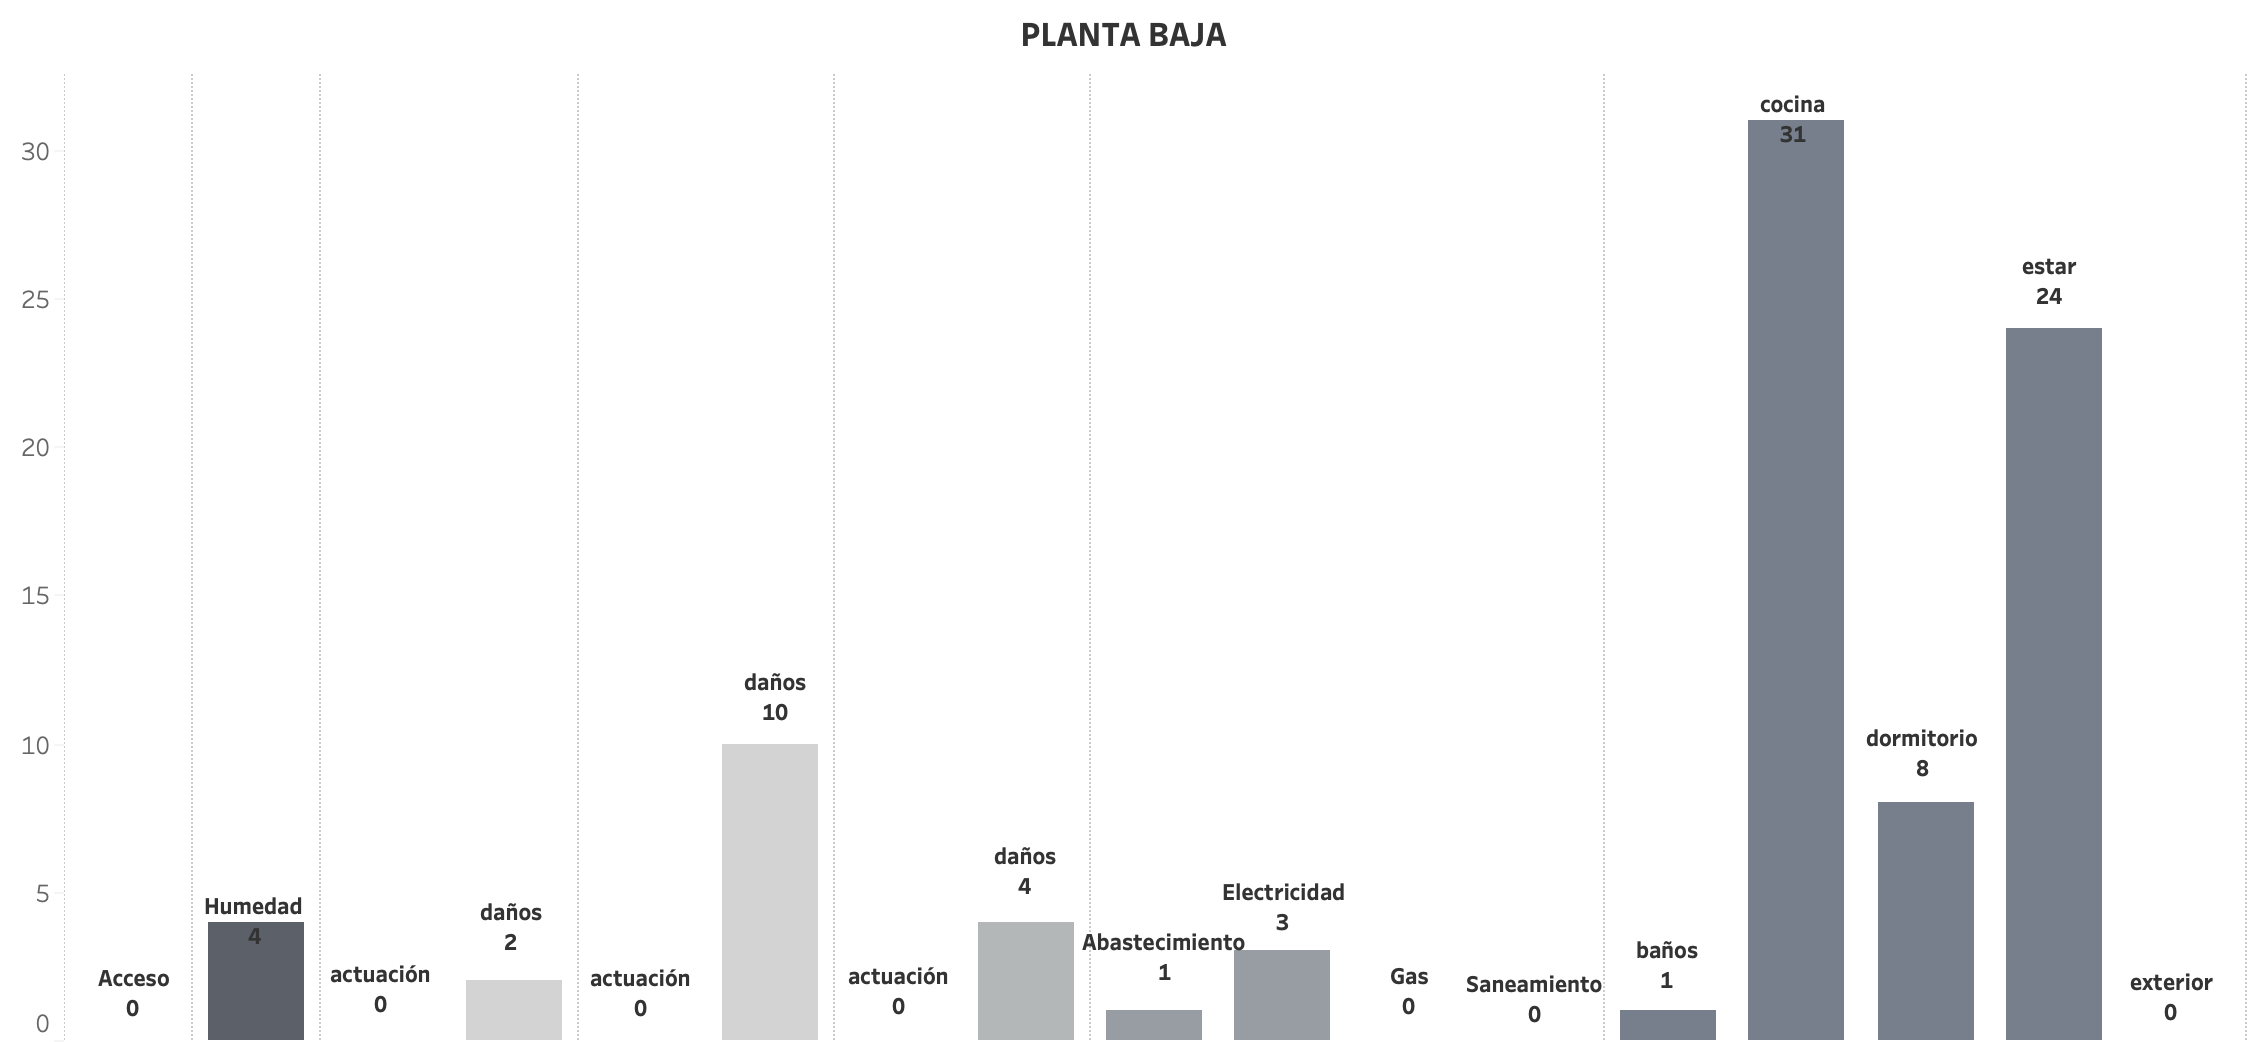 PLANTA BAJA
30
25
20
15
10
5
0
Acceso
0
Humedad
4
actuación
0
daños
2
actuación
0
daños
10
actuación
0
daños
4
Abastecimiento
1
Electricidad
3
Gas
0
Saneamiento
0
baños
1
cocina
31
dormitorio
8
estar
24
exterior
0